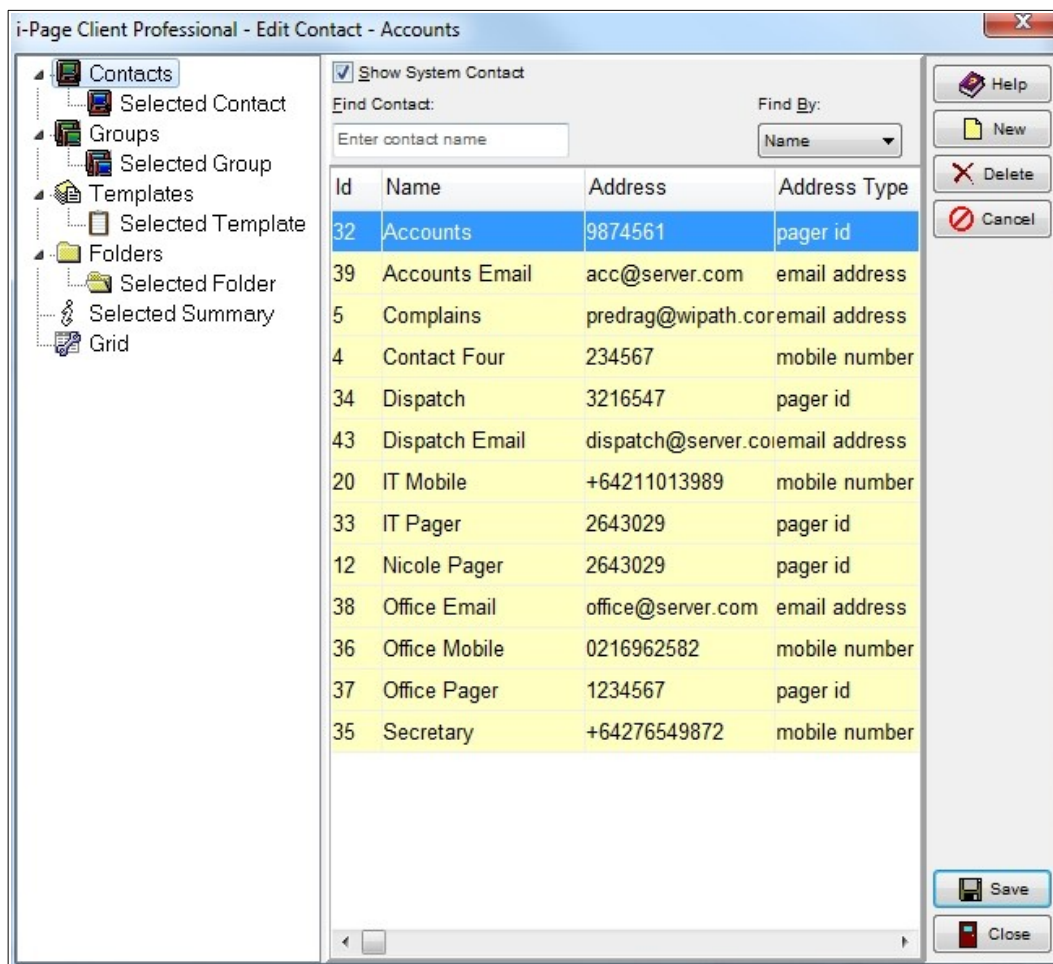 i-Page Client Professional - Edit Contact - Accounts
Contacts
Selected Contact
Groups
Selected Group
Templates
Selected Template
Folders
Selected Folder
Selected Summary
Grid
Show System Contact
Find Contact: Find By:
Enter contact name Name
Id Name Address Address Type
32 Accounts 9874561 pager id
39 Accounts Email acc@server.com email address
5 Complains predrag@wipath.cor email address
4 Contact Four 234567 mobile number
34 Dispatch 3216547 pager id
43 Dispatch Email dispatch@server.co email address
20 IT Mobile +64211013989 mobile number
33 IT Pager 2643029 pager id
12 Nicole Pager 2643029 pager id
38 Office Email office@server.com email address
36 Office Mobile 0216962582 mobile number
37 Office Pager 1234567 pager id
35 Secretary +64276549872 mobile number
Help
New
Delete
Cancel
Save
Close